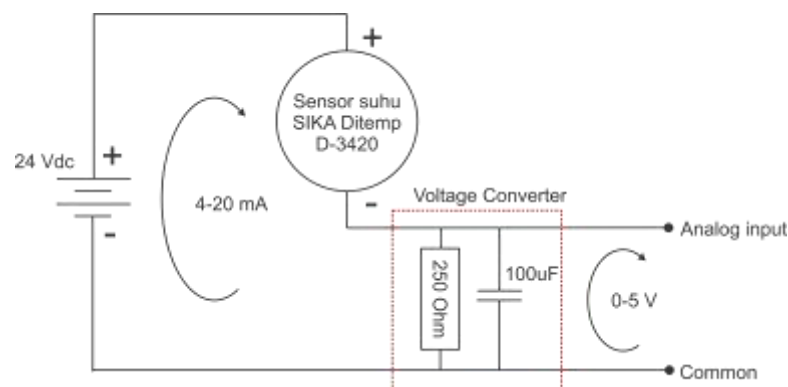 +
Sensor suhu
SIKA Ditemp
D-3420
24 Vdc
+
-
4-20 mA
-
Voltage Converter
250 Ohm
100uF
Analog input
0-5 V
Common